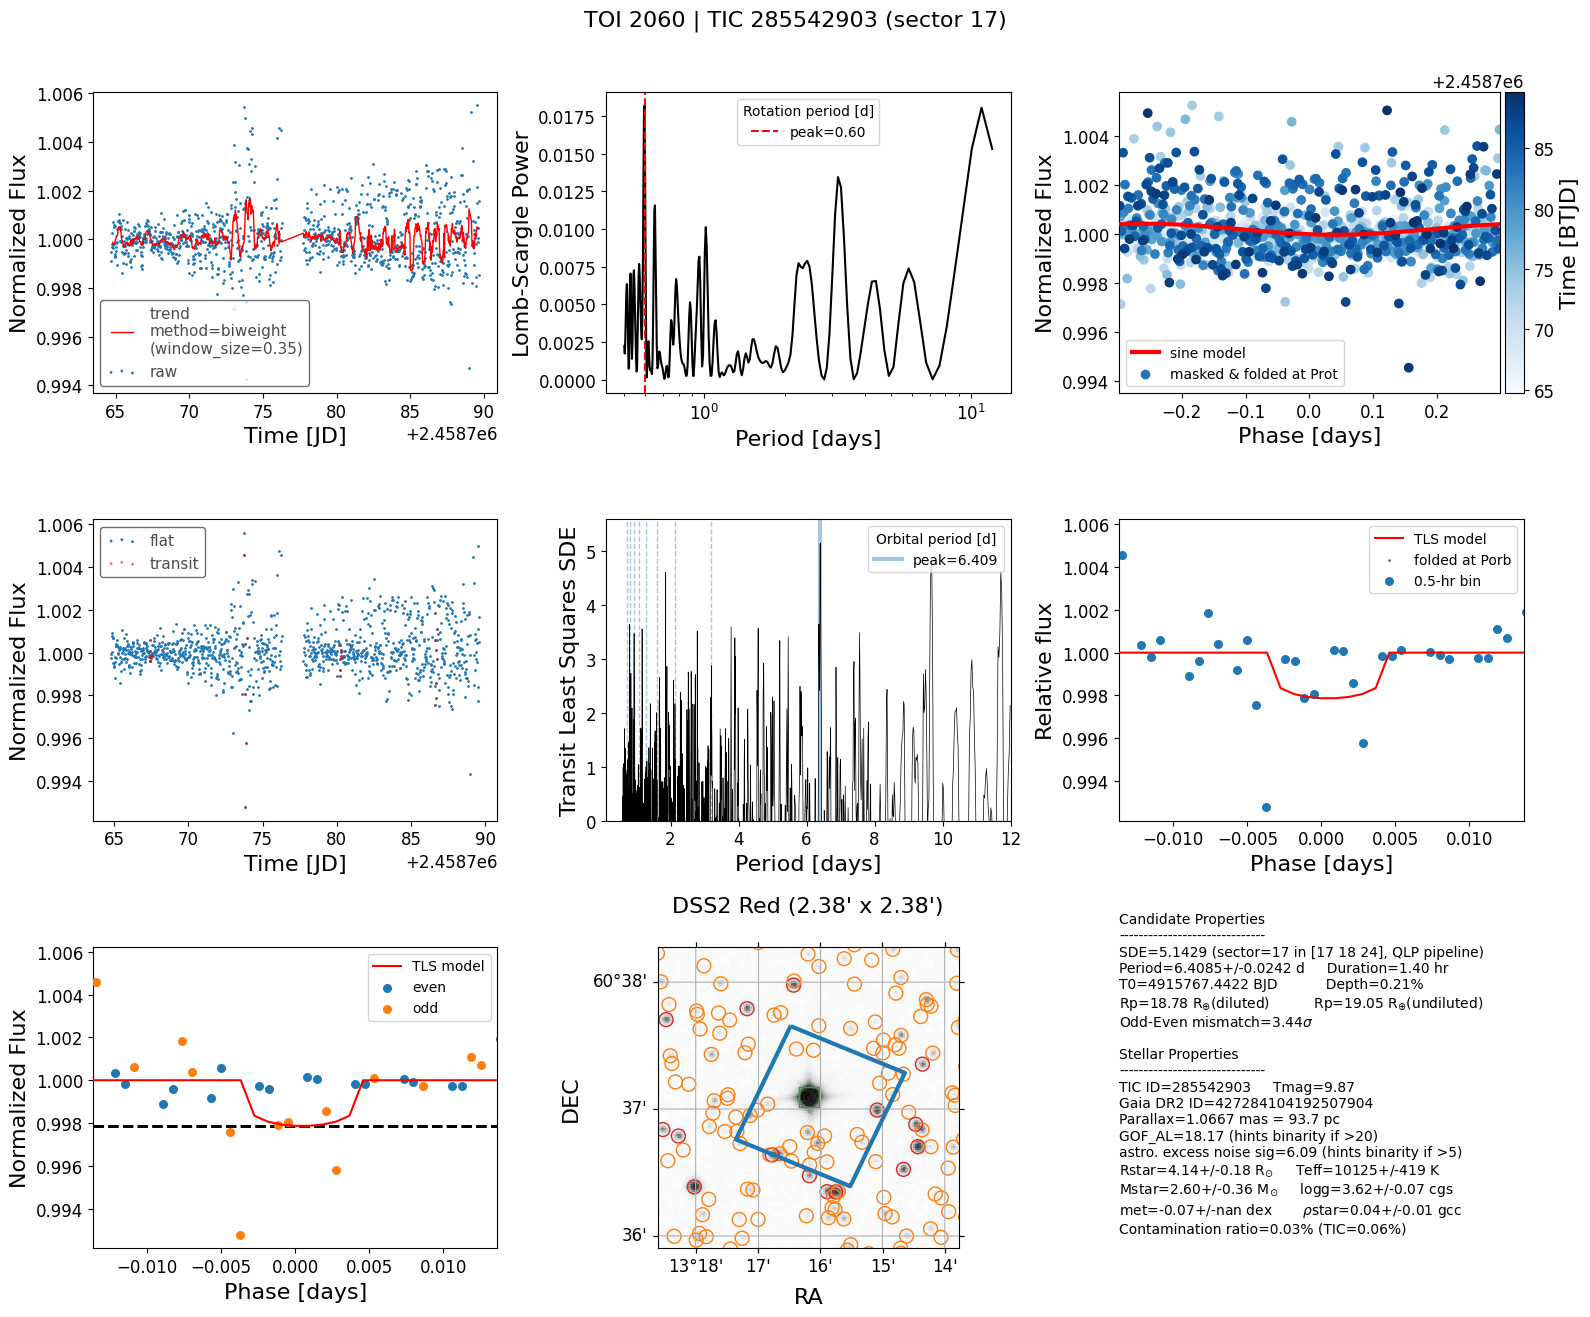 TOI 2060 | TIC 285542903 (sector 17)
Normalized Flux
1.006
1.004
1.002
1.000
0.998
0.996
0.994
trend
method=biweight
(window_size=0.35)
raw
65 70 75 80 85 90
Time [JD]
+2.4587e6
Lomb-Scargle Power
0.0175
0.0150
0.0125
0.0100
0.0075
0.0050
0.0025
0.0000
Rotation period [d]
peak=0.60
10^0 10^1
Period [days]
Normalized Flux
1.004
1.002
1.000
0.998
0.996
0.994
sine model
masked & folded at Prot
−0.2 −0.1 0.0 0.1 0.2
Phase [days]
+2.4587e6
85
80
75
70
65
Time [BTJD]
Normalized Flux
1.006
1.004
1.002
1.000
0.998
0.996
0.994
flat
transit
65 70 75 80 85 90
Time [JD]
+2.4587e6
Transit Least Squares SDE
5
4
3
2
1
0
Orbital period [d]
peak=6.409
2 4 6 8 10 12
Period [days]
Relative flux
1.006
1.004
1.002
1.000
0.998
0.996
0.994
TLS model
folded at Porb
0.5-hr bin
−0.010 −0.005 0.000 0.005 0.010
Phase [days]
Normalized Flux
1.006
1.004
1.002
1.000
0.998
0.996
0.994
TLS model
even
odd
−0.010 −0.005 0.000 0.005 0.010
Phase [days]
DSS2 Red (2.38' x 2.38')
DEC
60°38'
37'
36'
13°18' 17' 16' 15' 14'
RA
Candidate Properties
------------------------------
SDE=5.1429 (sector=17 in [17 18 24], QLP pipeline)
Period=6.4085+/-0.0242 d Duration=1.40 hr
T0=4915767.4422 BJD Depth=0.21%
Rp=18.78 R⊕(diluted) Rp=19.05 R⊕(undiluted)
Odd-Even mismatch=3.44σ
Stellar Properties
------------------------------
TIC ID=285542903 Tmag=9.87
Gaia DR2 ID=427284104192507904
Parallax=1.0667 mas = 93.7 pc
GOF_AL=18.17 (hints binarity if >20)
astro. excess noise sig=6.09 (hints binarity if >5)
Rstar=4.14+/-0.18 R⊙ Teff=10125+/-419 K
Mstar=2.60+/-0.36 M⊙ logg=3.62+/-0.07 cgs
met=-0.07+/-nan dex ρstar=0.04+/-0.01 gcc
Contamination ratio=0.03% (TIC=0.06%)